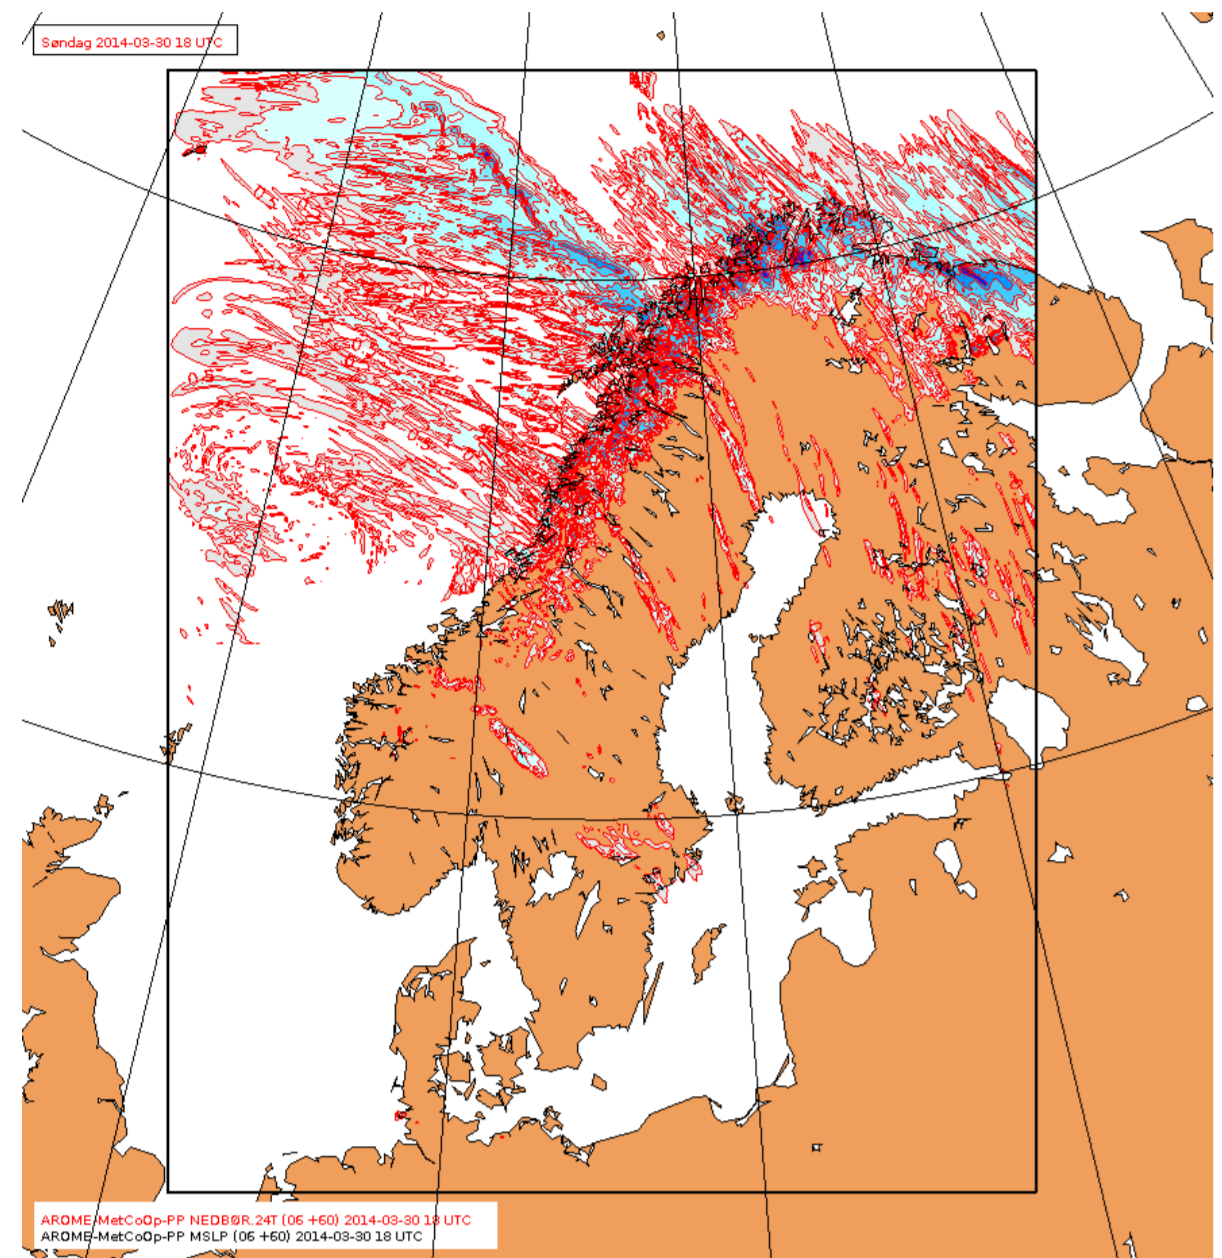 Søndag 2014-03-30 18 UTC
AROME-MetCoOp-PP NEDBØR.24T (06 +60) 2014-03-30 18 UTC
AROME-MetCoOp-PP MSLP (06 +60) 2014-03-30 18 UTC